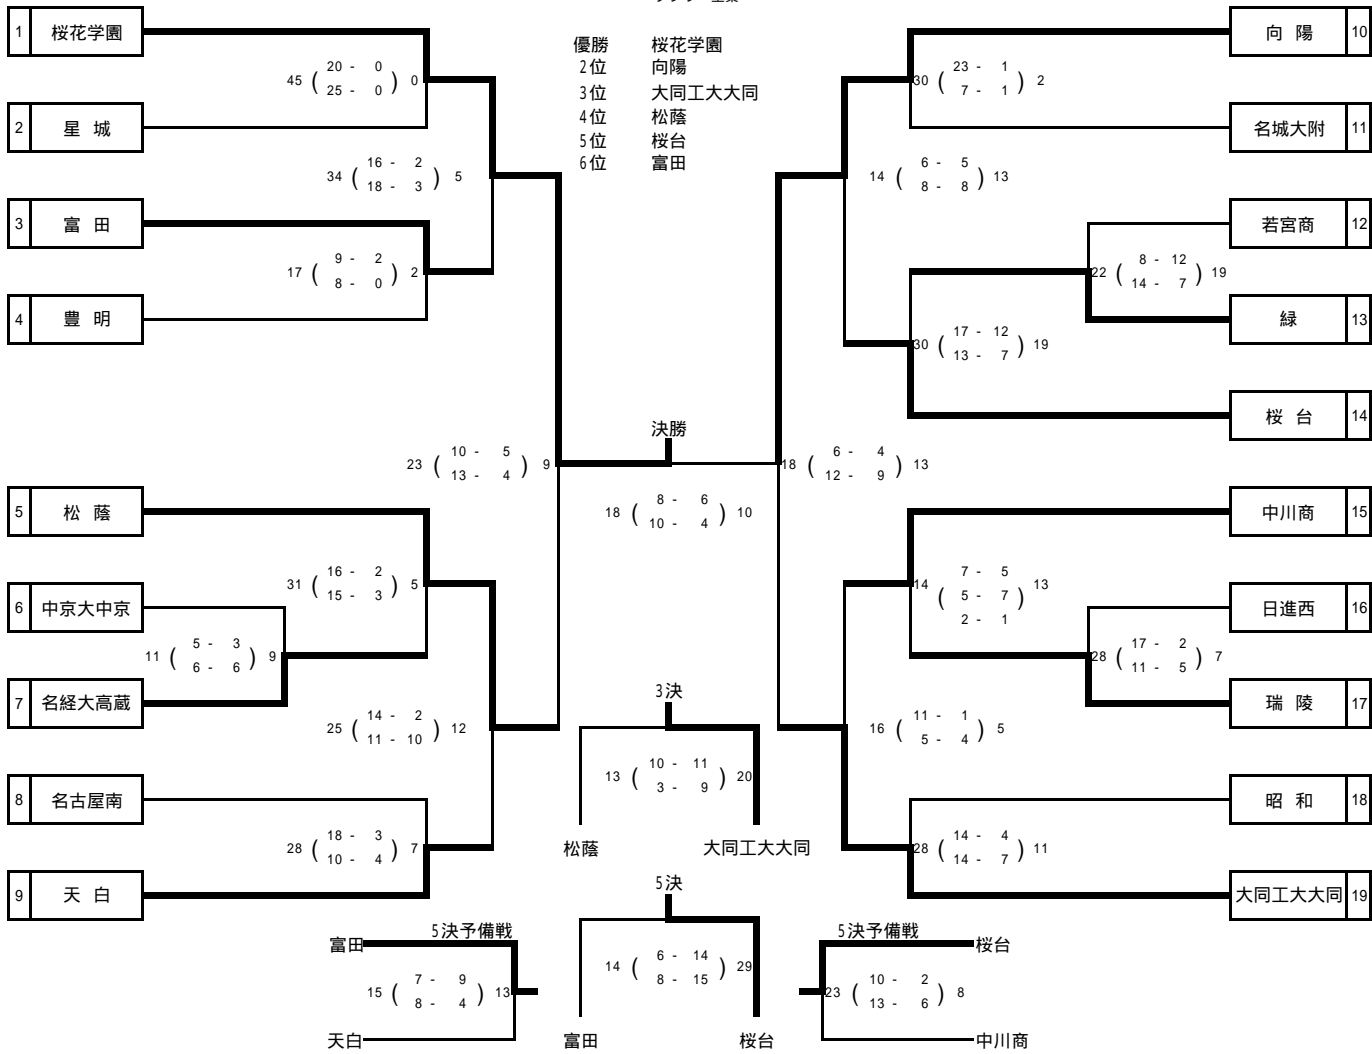 優勝 桜花学園
2位 向陽
3位 大同工大大同
4位 松蔭
5位 桜台
6位 富田
1 桜花学園
45 ( 20 - 0 ) 0
25 - 0
2 星 城
34 ( 16 - 2 ) 5
18 - 3
3 富 田
17 ( 9 - 2 ) 2
8 - 0
4 豊 明
23 ( 10 - 5 ) 9
13 - 4
5 松 蔭
31 ( 16 - 2 ) 5
15 - 3
6 中京大中京
11 ( 5 - 3 ) 9
6 - 6
7 名経大高蔵
25 ( 14 - 2 ) 12
11 - 10
8 名古屋南
28 ( 18 - 3 ) 7
10 - 4
9 天 白
決勝
18 ( 8 - 6 ) 10
10 - 4
向 陽 10
30 ( 23 - 1 ) 2
7 - 1
名城大附 11
14 ( 6 - 5 ) 13
8 - 8
若宮商 12
22 ( 8 - 12 ) 19
14 - 7
緑 13
30 ( 17 - 12 ) 19
13 - 7
桜 台 14
18 ( 6 - 4 ) 13
12 - 9
中川商 15
14 ( 7 - 5 ) 13
5 - 7
2 - 1
日進西 16
28 ( 17 - 2 ) 7
11 - 5
瑞 陵 17
16 ( 11 - 1 ) 5
5 - 4
昭 和 18
28 ( 14 - 4 ) 11
14 - 7
大同工大大同 19
3決
13 ( 10 - 11 ) 20
3 - 9
松蔭 大同工大大同
5決
14 ( 6 - 14 ) 29
8 - 15
富田 桜台
5決予備戦
富田
15 ( 7 - 9 ) 13
8 - 4
天白
5決予備戦
桜台
23 ( 10 - 2 ) 8
13 - 6
中川商